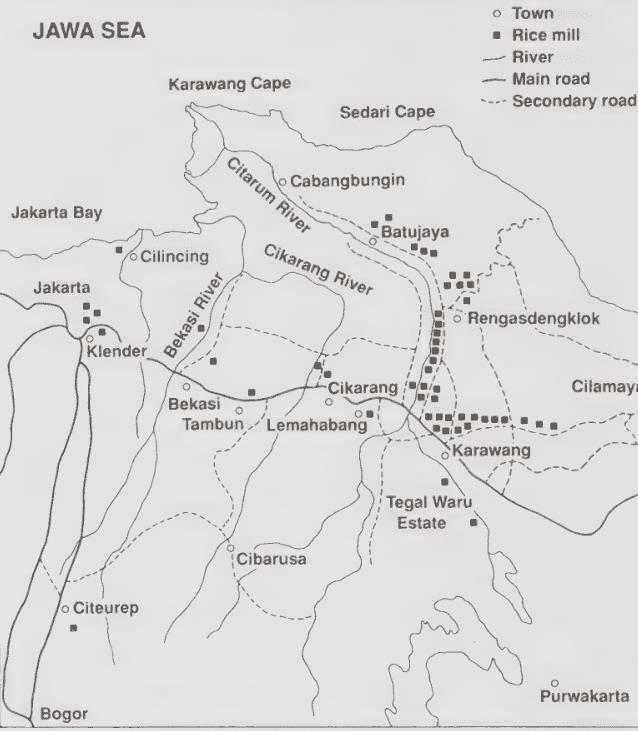 JAWA SEA
Town
Rice mill
River
Main road
Secondary road
Karawang Cape
Sedari Cape
Citarum River
Cabangbungin
Jakarta Bay
Batujaya
Cilincing
Cikarang River
Jakarta
Bekasi River
Rengasdengklok
Klender
Cilamaya
Bekasi
Cikarang
Tambun
Lemahabang
Karawang
Tegal Waru
Estate
Cibarusa
Citeurep
Purwakarta
Bogor